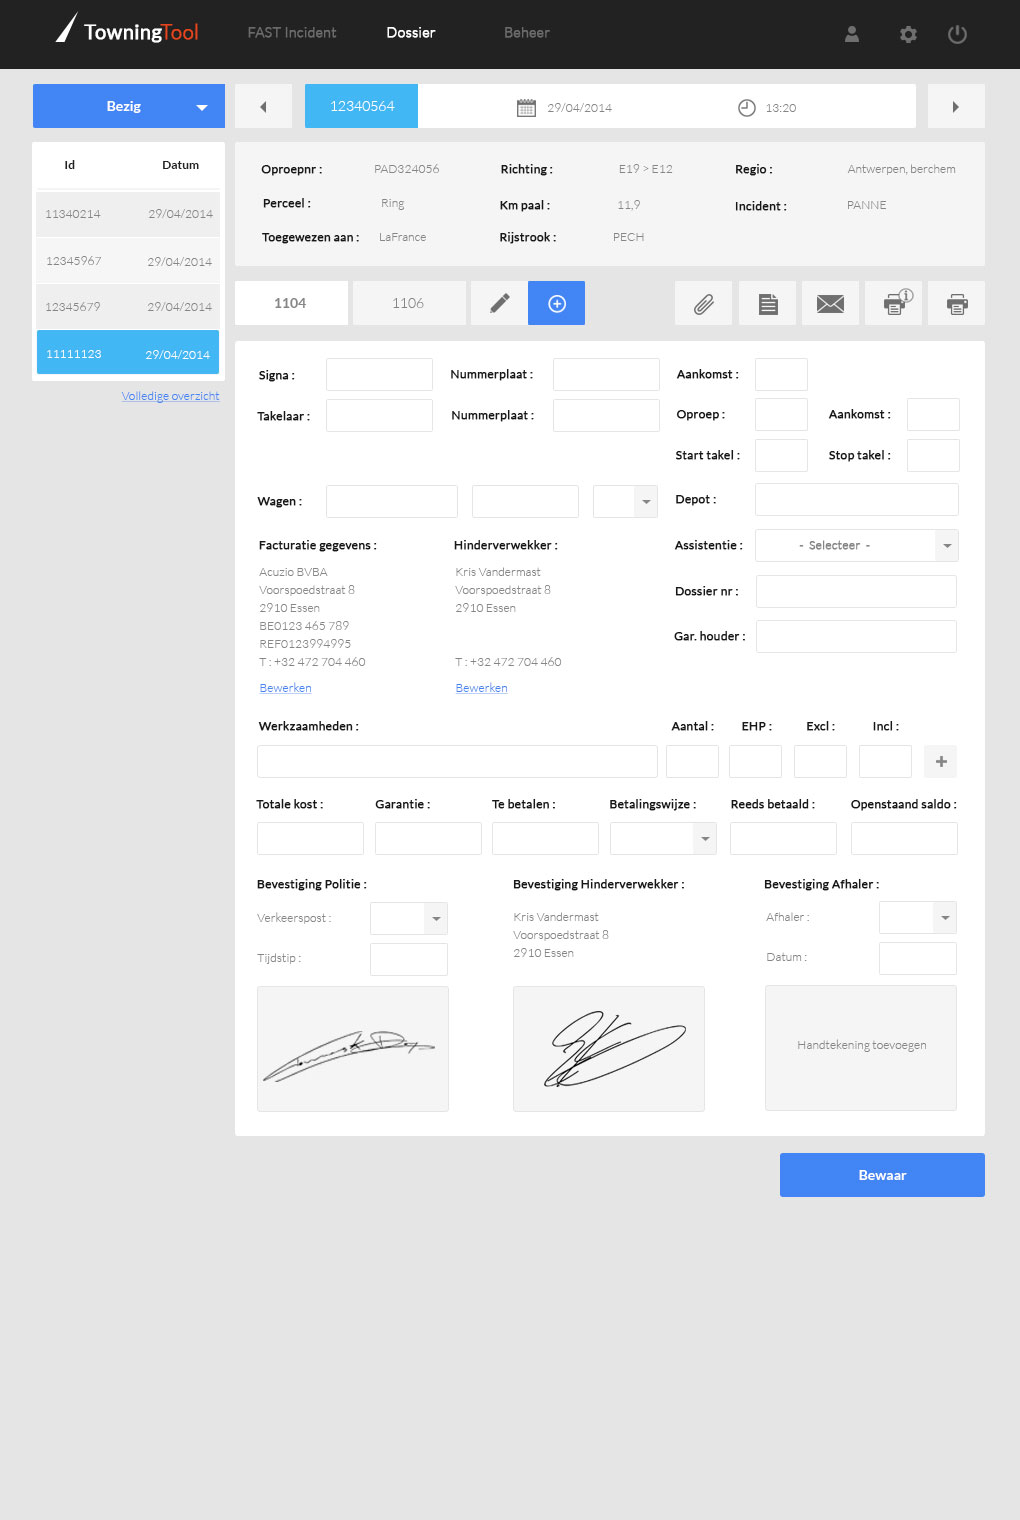 TowningTool FAST Incident Dossier Beheer
Bezig 12340564 29/04/2014 13:20
Id Datum
11340214 29/04/2014
12345967 29/04/2014
12345679 29/04/2014
11111123 29/04/2014
Volledige overzicht
Oproepnr : PAD324056 Richting : E19 > E12 Regio : Antwerpen, berchem
Perceel : Ring Km paal : 11,9 Incident : PANNE
Toegewezen aan : LaFrance Rijstrook : PECH
1104 1106
Signa : Nummerplaat : Aankomst :
Takelaar : Nummerplaat : Oproep : Aankomst :
Start takel : Stop takel :
Wagen : Depot :
Facturatie gegevens : Hinderverwekker : Assistentie : - Selecteer -
Acuzio BVBA Kris Vandermast
Voorspoedstraat 8 Voorspoedstraat 8
2910 Essen 2910 Essen
Dossier nr :
BE0123 465 789
REF0123994995
Gar. houder :
T : +32 472 704 460 T : +32 472 704 460
Bewerken Bewerken
Werkzaamheden : Aantal : EHP : Excl : Incl :
Totale kost : Garantie : Te betalen : Betalingswijze : Reeds betaald : Openstaand saldo :
Bevestiging Politie : Bevestiging Hinderverwekker : Bevestiging Afhaler :
Verkeerspost : Kris Vandermast Afhaler :
Voorspoedstraat 8
Tijdstip : 2910 Essen Datum :
Handtekening toevoegen
Bewaar